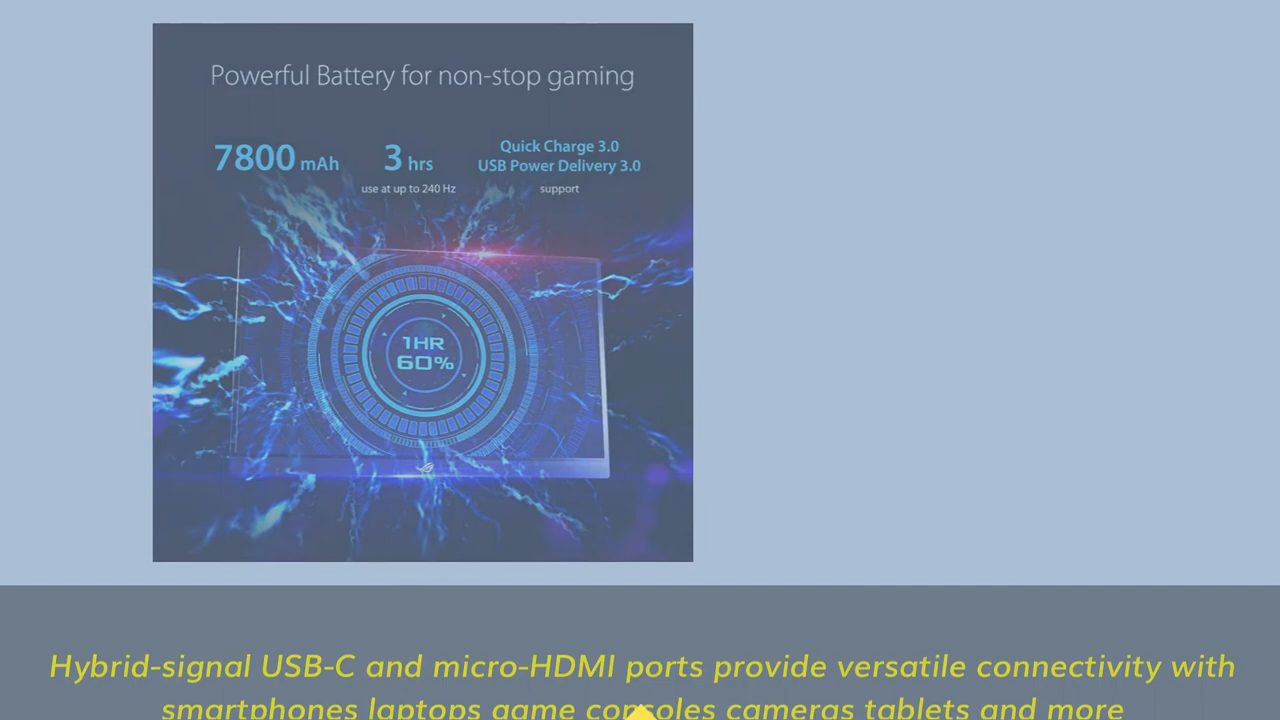 Powerful Battery for non-stop gaming
7800 mAh
3 hrs
use at up to 240 Hz
Quick Charge 3.0
USB Power Delivery 3.0
support
1HR
60%
Hybrid-signal USB-C and micro-HDMI ports provide versatile connectivity with
smartphones laptops game consoles cameras tablets and more